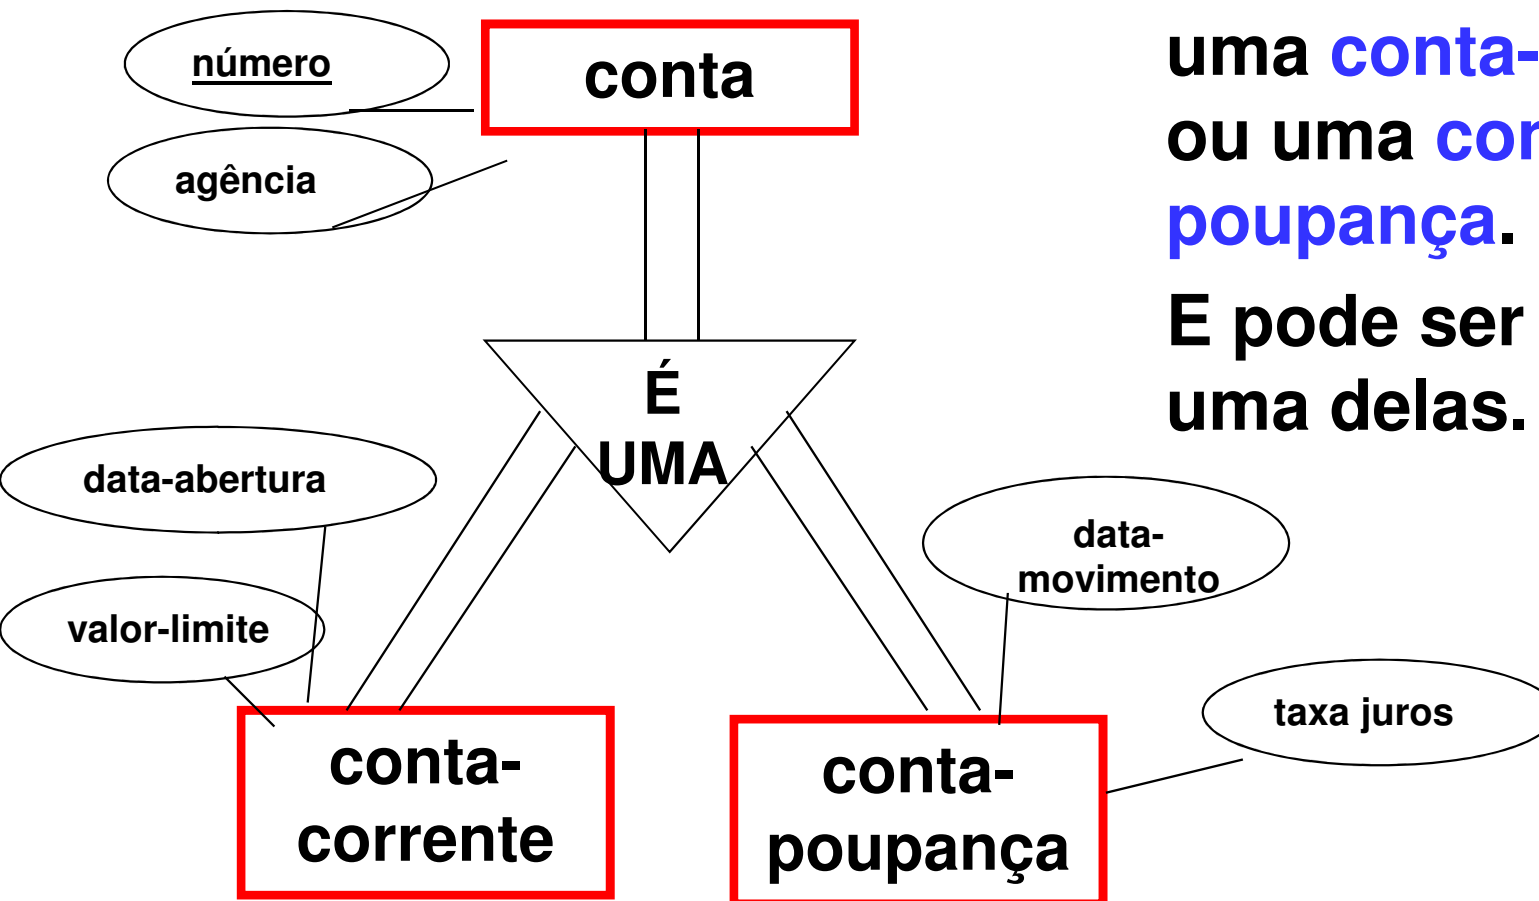 número
conta
agência
É
UMA
data-abertura
valor-limite
data-
movimento
taxa juros
conta-
corrente
conta-
poupança
uma conta-
ou uma
poupança.
E pode ser
uma delas.